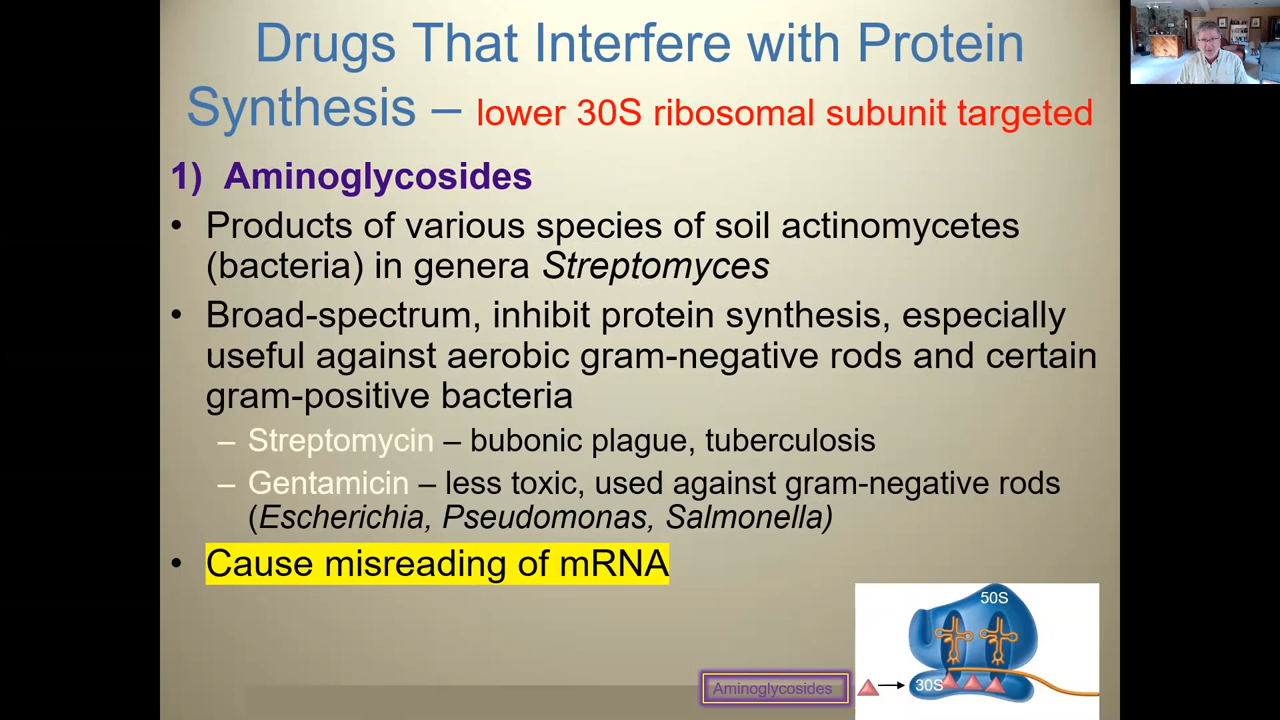 Drugs That Interfere with Protein
Synthesis – lower 30S ribosomal subunit targeted
1) Aminoglycosides
• Products of various species of soil actinomycetes
(bacteria) in genera Streptomyces
• Broad-spectrum, inhibit protein synthesis, especially
useful against aerobic gram-negative rods and certain
gram-positive bacteria
– Streptomycin – bubonic plague, tuberculosis
– Gentamicin – less toxic, used against gram-negative rods
(Escherichia, Pseudomonas, Salmonella)
• Cause misreading of mRNA
50S
Aminoglycosides
30S